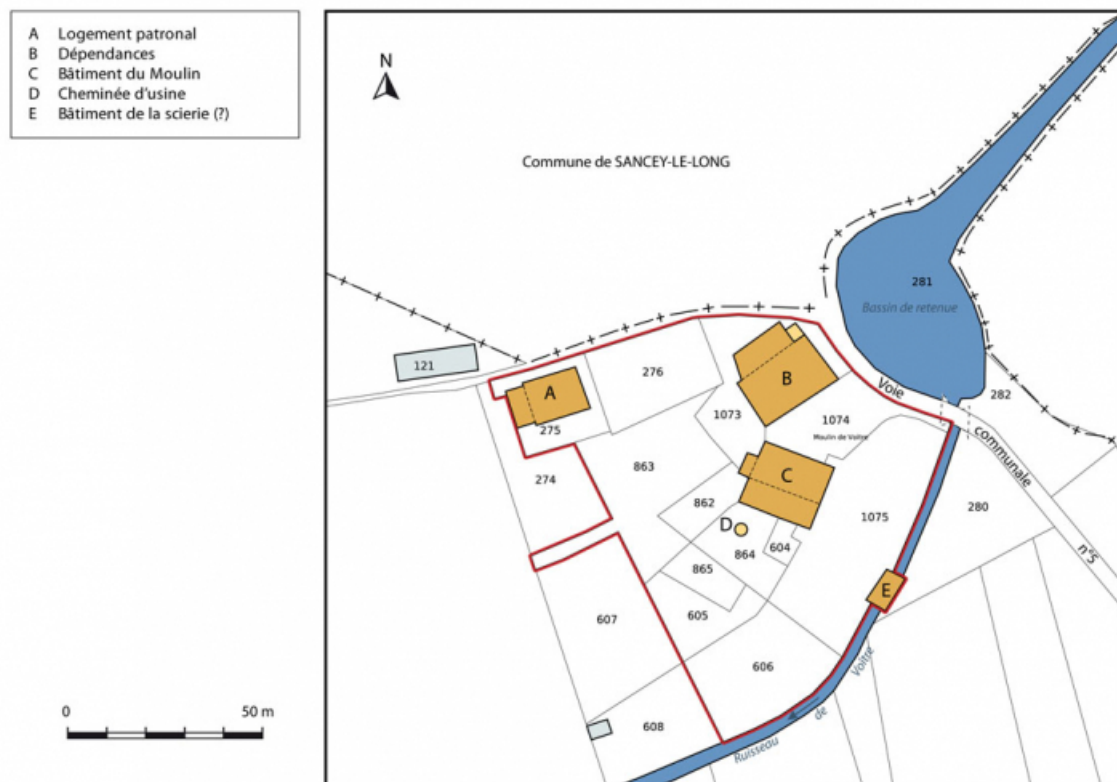 A Logement patronal
B Dépendances
C Bâtiment du Moulin
D Cheminée d'usine
E Bâtiment de la scierie (?)
N
Commune de SANCEY-LE-LONG
281
Bassin de retenue
121
A
276
B
Voie
282
275
1073
1074
Moulin de Voitre
communale
274
863
C
862
1075
280
n°5
D
864
604
865
E
607
605
606
Voitre
de
608
Ruisseau
0
50 m